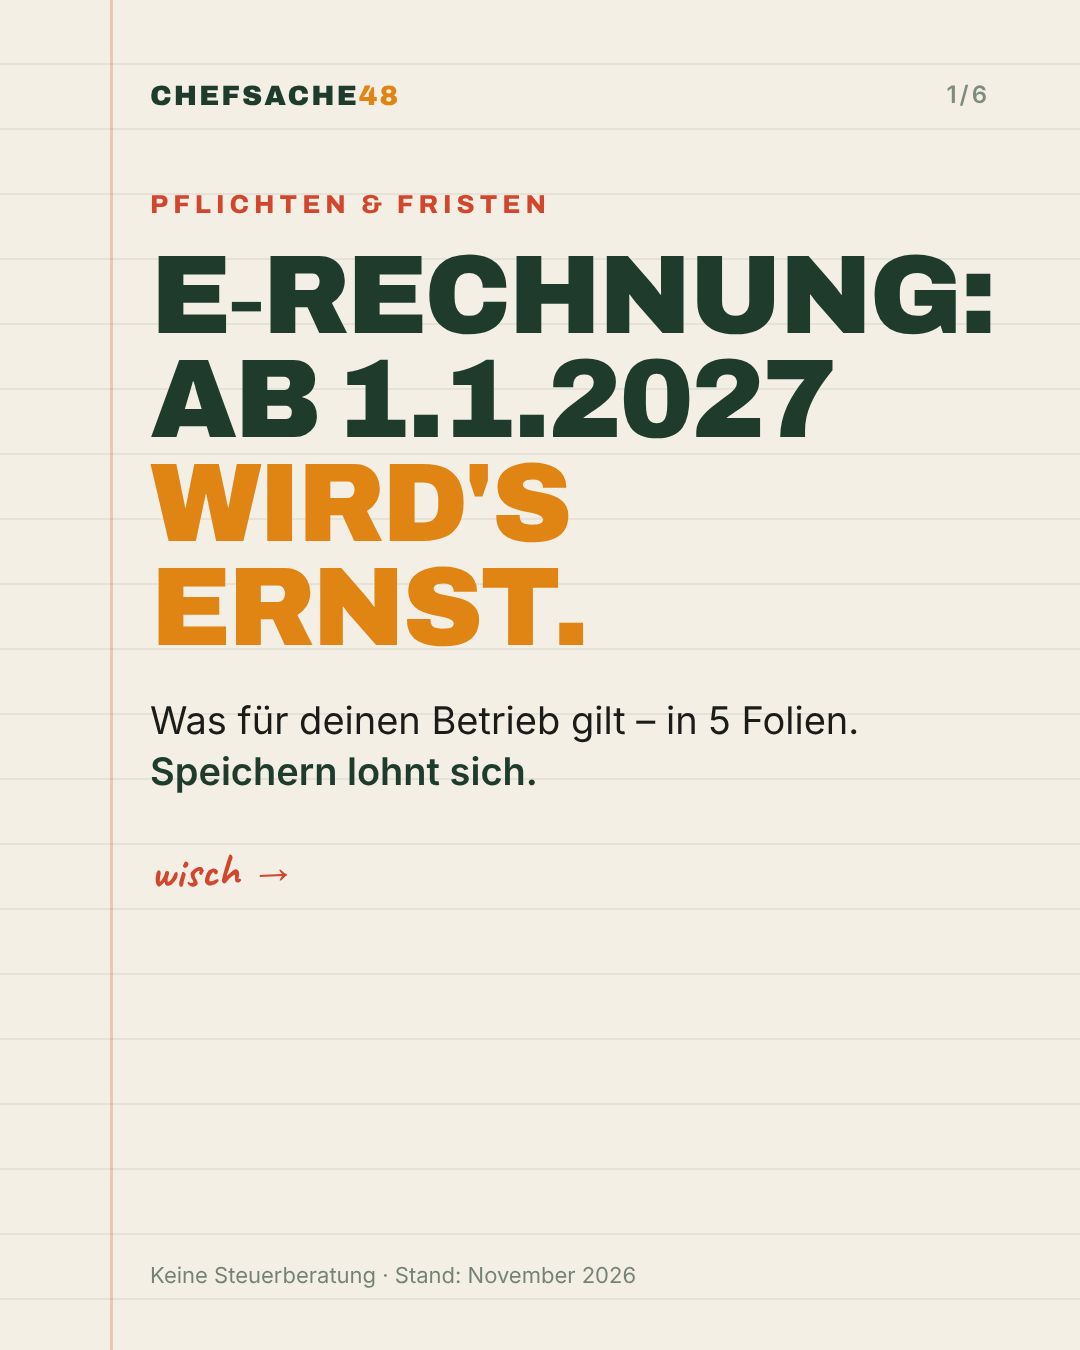 CHEFSACHE48
1/6
PFLICHTEN & FRISTEN
E-RECHNUNG:
AB 1.1.2027
WIRD'S
ERNST.
Was für deinen Betrieb gilt – in 5 Folien.
Speichern lohnt sich.
wisch →
Keine Steuerberatung · Stand: November 2026